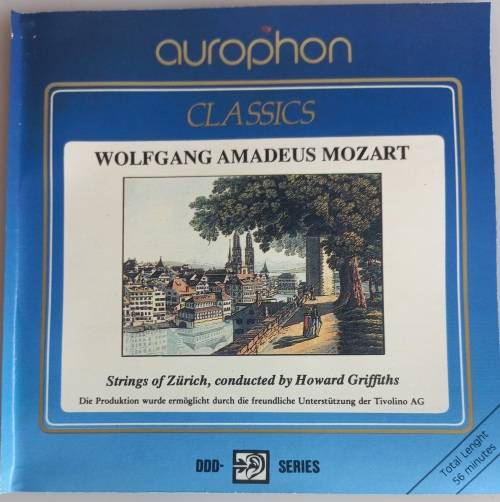 aurophon
CLASSICS
WOLFGANG AMADEUS MOZART
Strings of Zürich, conducted by Howard Griffiths
Die Produktion wurde ermöglicht durch die freundliche Unterstützung der Tivolino AG
DDD- SERIES
Total Lenght
56 minutes